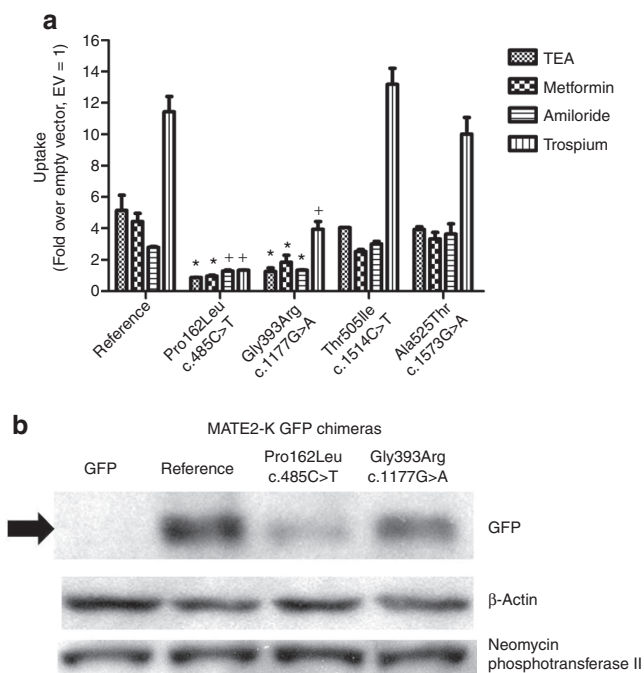 a
Uptake
(Fold over empty vector, EV = 1)
16
14
12
10
8
6
4
2
0
TEA
Metformin
Amiloride
Trospium
* * + +
* * * +
Reference
Pro162Leu
c.485C>T
Gly393Arg
c.1177G>A
Thr505Ile
c.1514C>T
Ala525Thr
c.1573G>A
b
MATE2-K GFP chimeras
GFP
Reference
Pro162Leu
c.485C>T
Gly393Arg
c.1177G>A
GFP
β-Actin
Neomycin
phosphotransferase II